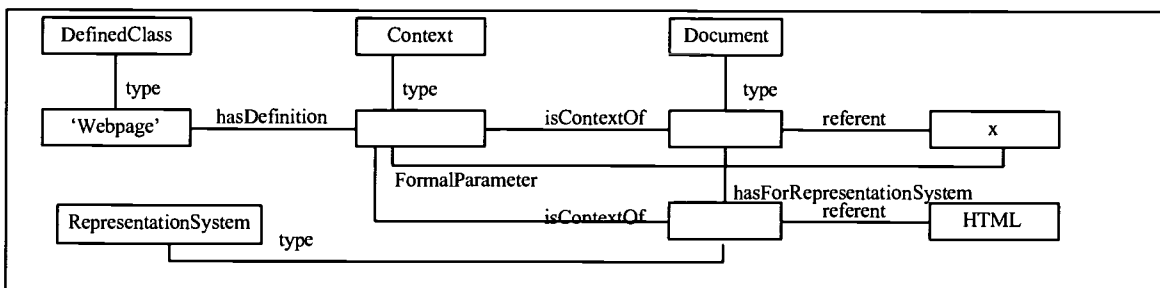 DefinedClass
Context
Document
type
type
type
‘Webpage’
hasDefinition
isContextOf
referent
x
FormalParameter
hasForRepresentationSystem
RepresentationSystem
type
isContextOf
referent
HTML